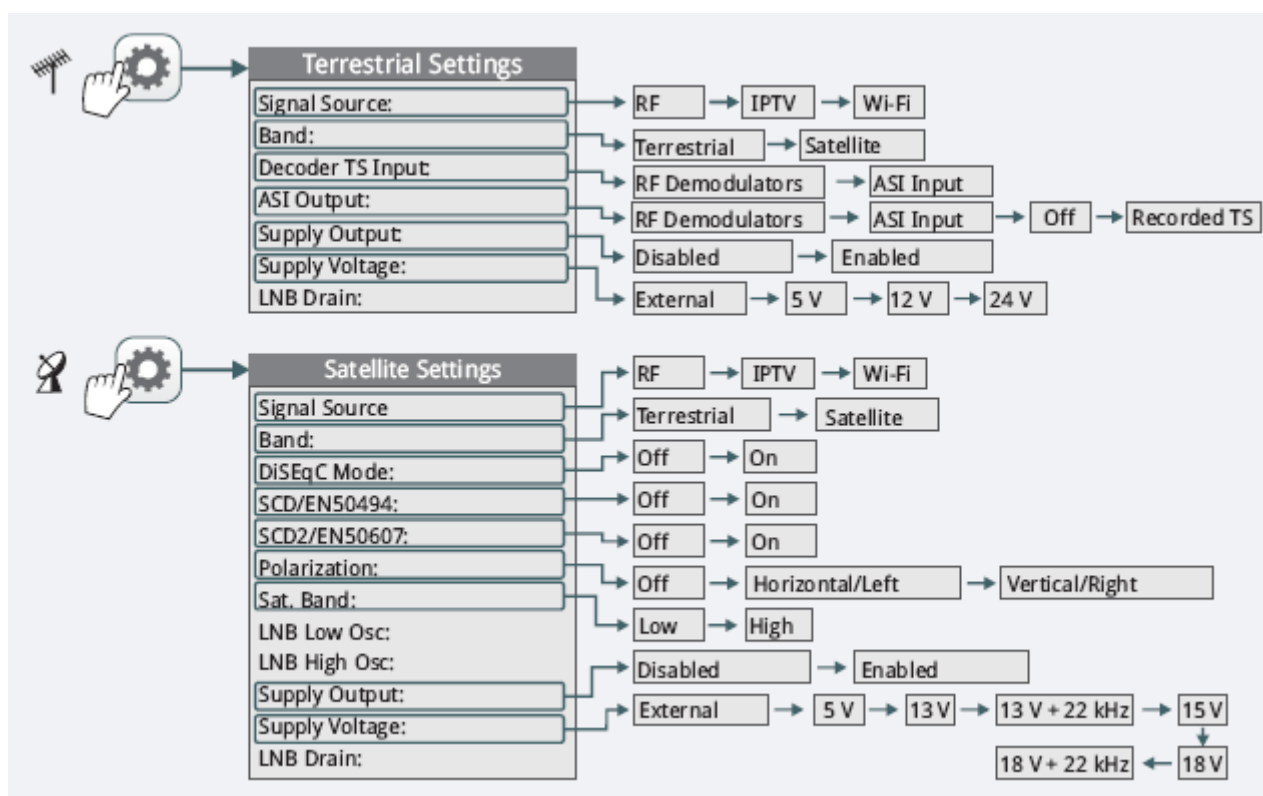 Terrestrial Settings
Signal Source:
RF IPTV Wi-Fi
Band:
Terrestrial Satellite
Decoder TS Input:
RF Demodulators ASI Input
ASI Output:
RF Demodulators ASI Input Off Recorded TS
Supply Output:
Disabled Enabled
Supply Voltage:
External 5 V 12 V 24 V
LNB Drain:
Satellite Settings
Signal Source
RF IPTV Wi-Fi
Band:
Terrestrial Satellite
DiSEqC Mode:
Off On
SCD/EN50494:
Off On
SCD2/EN50607:
Off On
Polarization:
Off Horizontal/Left Vertical/Right
Sat. Band:
Low High
LNB Low Osc:
LNB High Osc:
Supply Output:
Disabled Enabled
Supply Voltage:
External 5 V 13 V 13 V + 22 kHz 15 V
18 V + 22 kHz 18 V
LNB Drain: